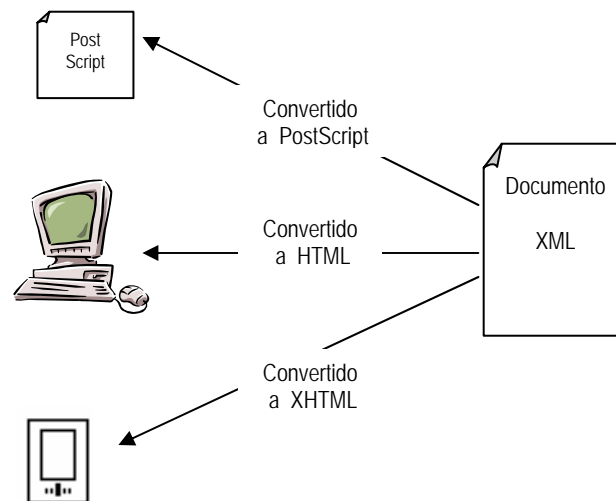 Post
Script
Convertido
a PostScript
Documento
XML
Convertido
a HTML
Convertido
a XHTML